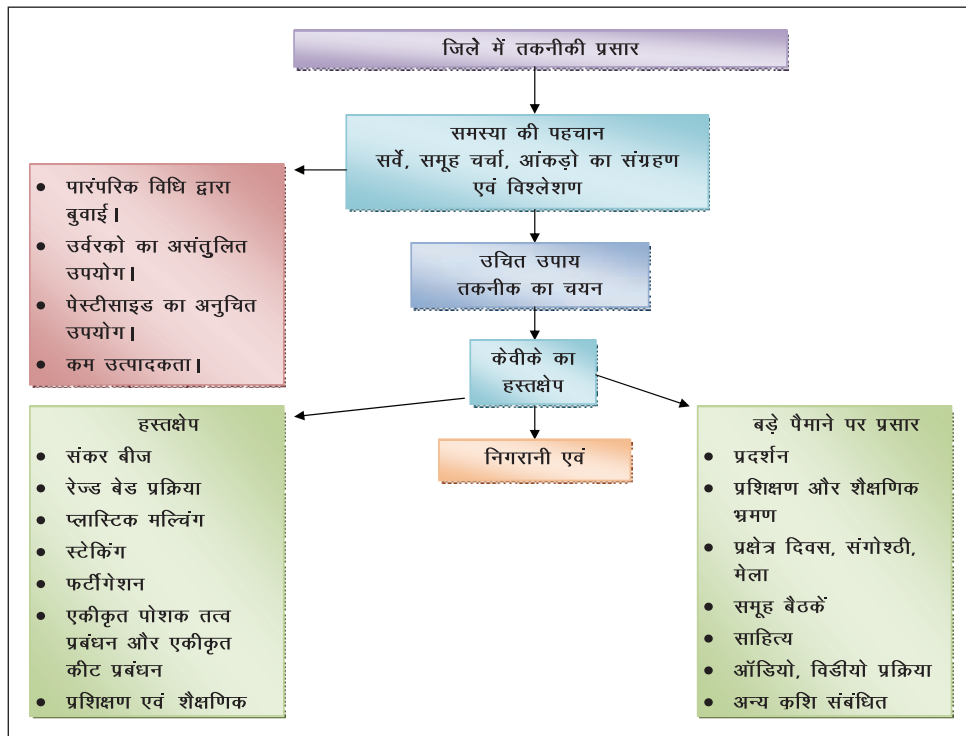 जिले में तकनीकी प्रसार
समस्या की पहचान
सर्वे, समूह चर्चा, आंकड़ो का संग्रहण
एवं विश्लेशण
• पारंपरिक विधि द्वारा
बुवाई।
• उर्वरको का असंतुलित
उपयोग।
• पेस्टीसाइड का अनुचित
उपयोग।
• कम उत्पादकता।
उचित उपाय
तकनीक का चयन
केवीके का
हस्तक्षेप
हस्तक्षेप
• संकर बीज
• रेज्ड बेड प्रक्रिया
• प्लास्टिक मल्चिंग
• स्टेकिंग
• फर्टीगेशन
• एकीकृत पोशक तत्व
प्रबंधन और एकीकृत
कीट प्रबंधन
• प्रशिक्षण एवं शैक्षणिक
निगरानी एवं
बड़े पैमाने पर प्रसार
• प्रदर्शन
• प्रशिक्षण और शैक्षणिक
भ्रमण
• प्रक्षेत्र दिवस, संगोश्ठी,
मेला
• समूह बैठकें
• साहित्य
• ऑडियो, विडीयो प्रक्रिया
• अन्य कृशि संबंधित